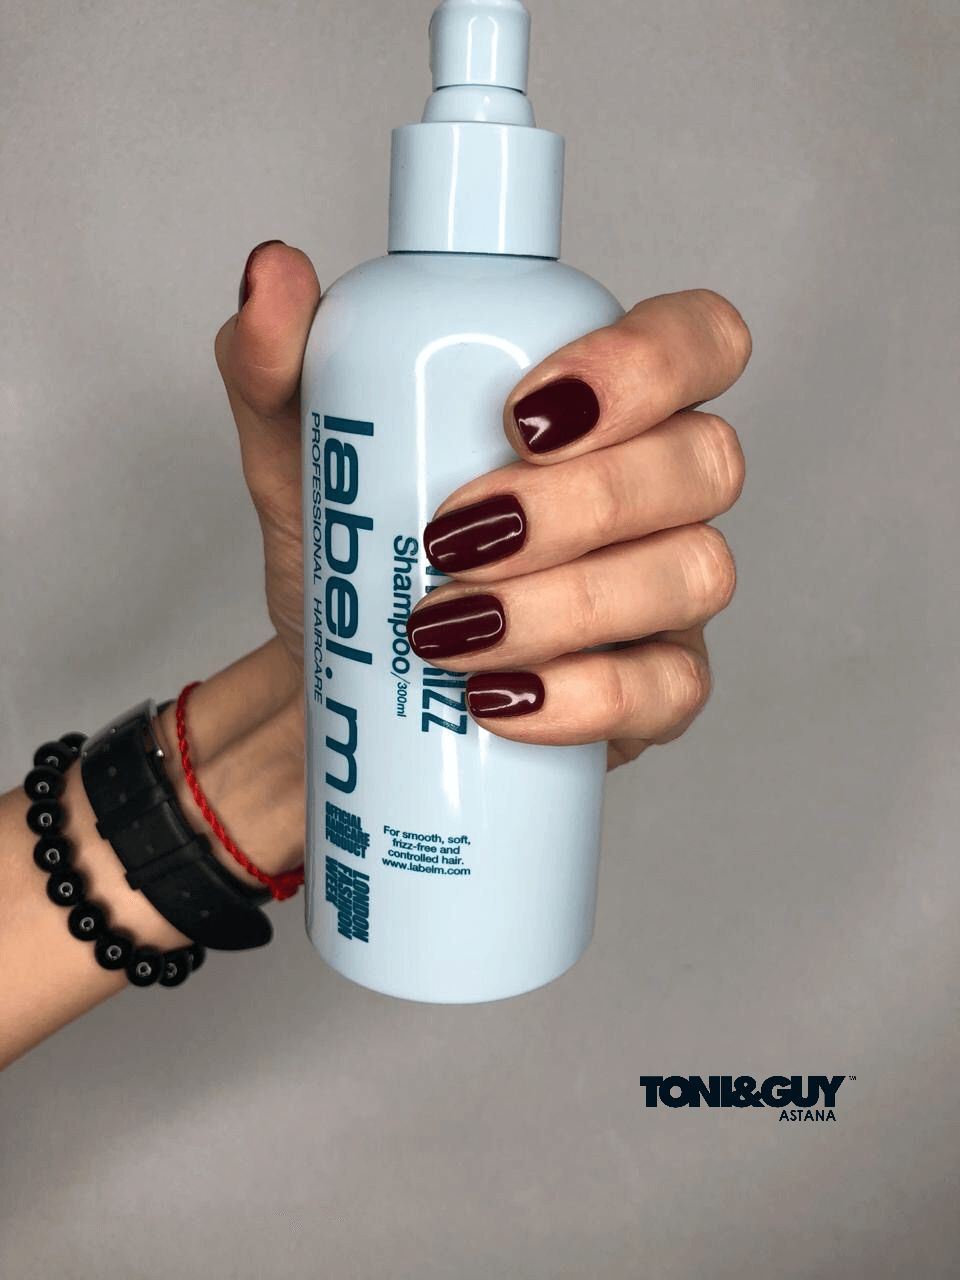 label.m
PROFESSIONAL HAIRCARE
Shampoo/300ml
OFFICIAL
HAIRCARE
PRODUCT
LONDON
FASHION
WEEK
For smooth, soft,
frizz-free and
controlled hair.
www.labelm.com
TONI&GUY™
ASTANA